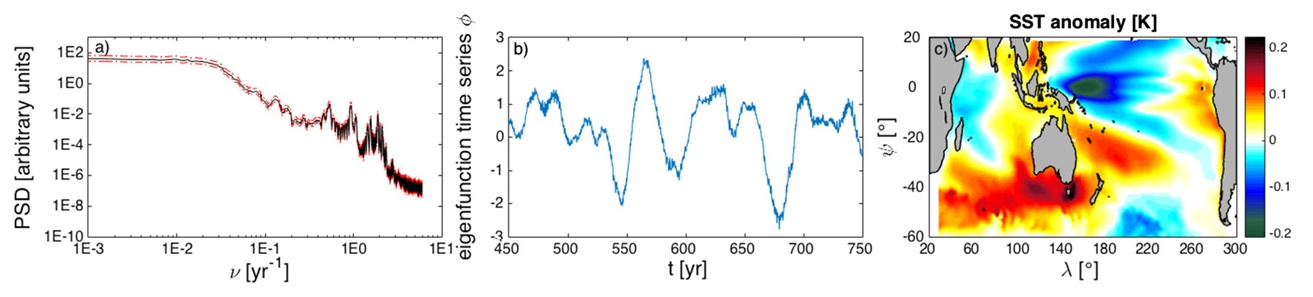 a)
PSD [arbitrary units]
1E2
1E0
1E-2
1E-4
1E-6
1E-8
1E-10
1E-3
1E-2
1E-1
1E0
1E1
ν [yr⁻¹]
b)
eigenfunction time series ϕ
3
2
1
0
-1
-2
-3
450
500
550
600
650
700
750
t [yr]
SST anomaly [K]
c)
ψ [°]
20
0
-20
-40
-60
20
60
100
140
180
220
260
300
λ [°]
0.2
0.1
0
-0.1
-0.2